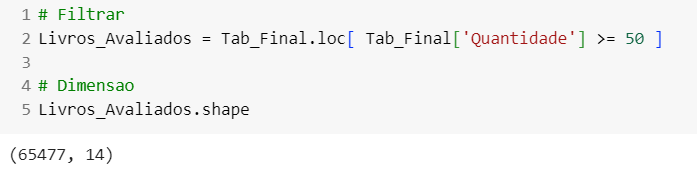 1 # Filtrar
2 Livros_Avaliados = Tab_Final.loc[ Tab_Final['Quantidade'] >= 50 ]
3
4 # Dimensao
5 Livros_Avaliados.shape
(65477, 14)